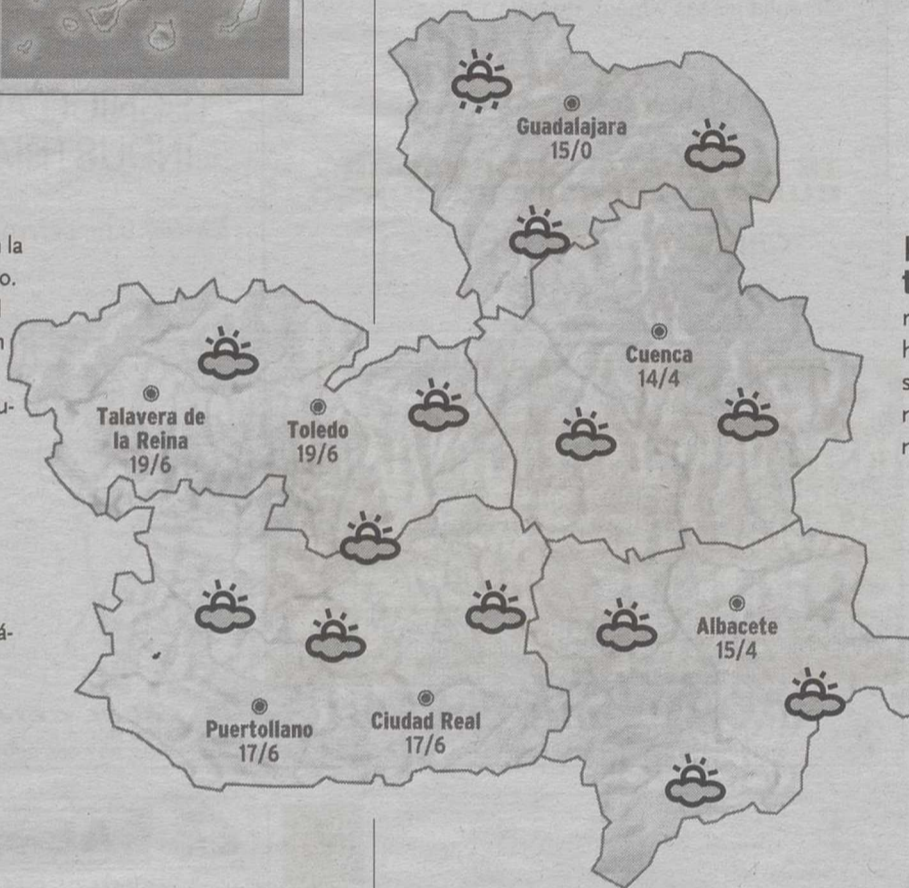 Guadalajara
15/0
la
o.
Cuenca
14/4
u-
Talavera de
la Reina
19/6
Toledo
19/6
á-
Albacete
15/4
Puertollano
17/6
Ciudad Real
17/6